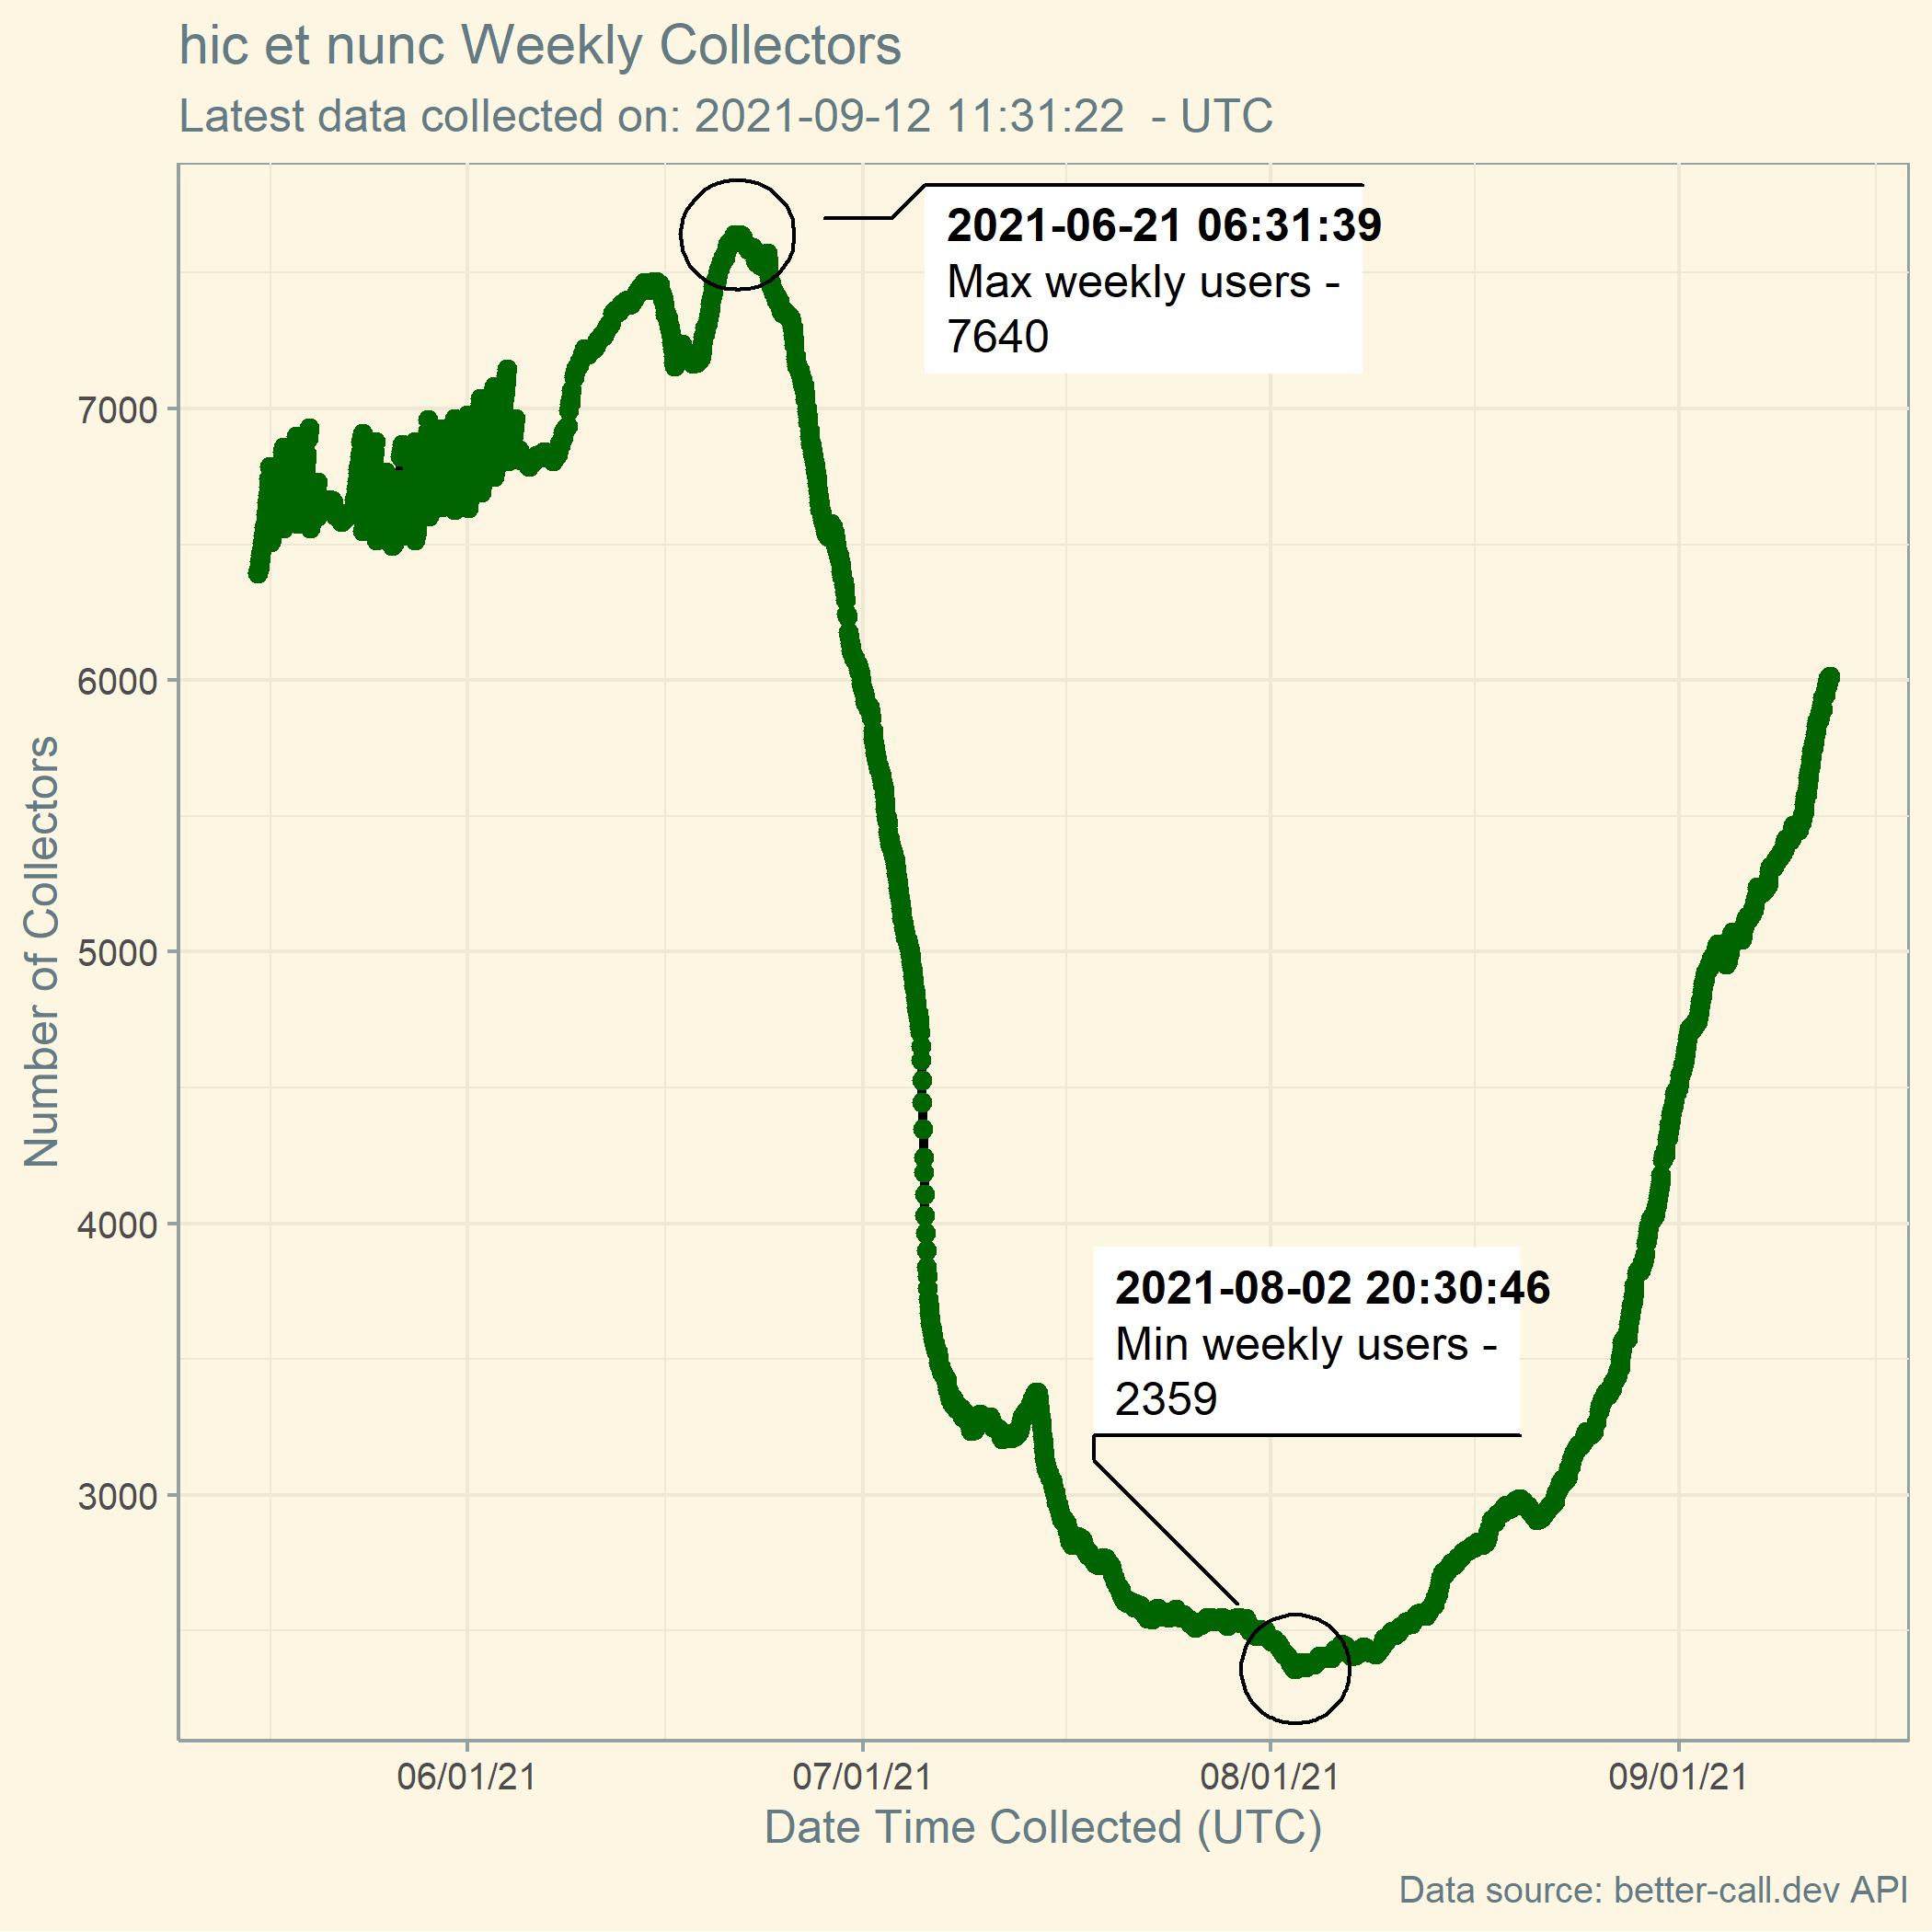 hic et nunc Weekly Collectors
Latest data collected on: 2021-09-12 11:31:22  - UTC
2021-06-21 06:31:39
Max weekly users -
7640
7000
6000
5000
4000
3000
Number of Collectors
2021-08-02 20:30:46
Min weekly users -
2359
06/01/21
07/01/21
08/01/21
09/01/21
Date Time Collected (UTC)
Data source: better-call.dev API